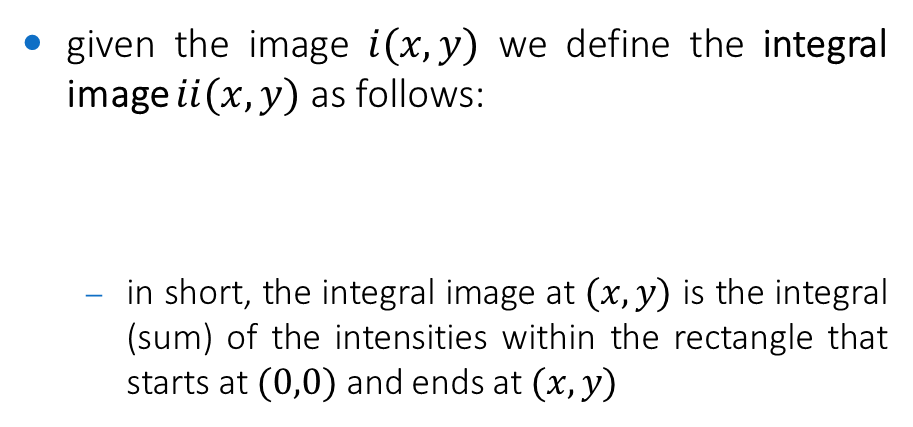 • given the image i(x, y) we define the integral
image ii(x, y) as follows:
– in short, the integral image at (x, y) is the integral
(sum) of the intensities within the rectangle that
starts at (0,0) and ends at (x, y)